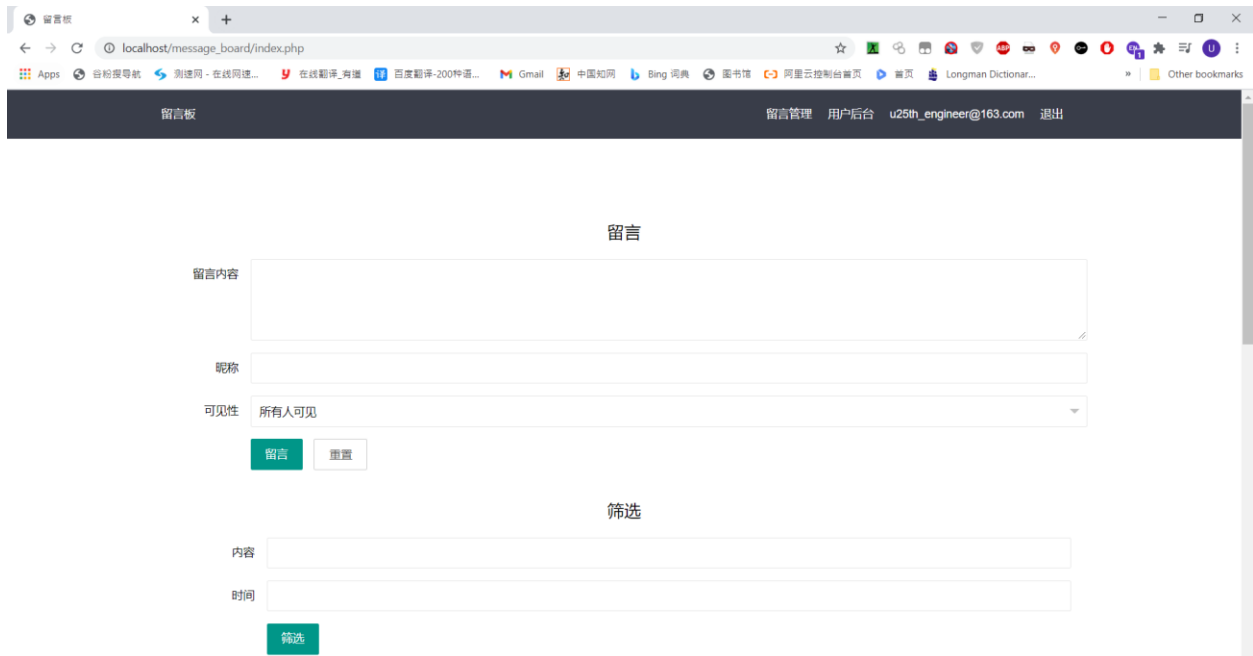 留言板
localhost/message_board/index.php
Apps 谷粉搜导航 测速网 - 在线网速... 在线翻译_有道 百度翻译-200种语... Gmail 中国知网 Bing 词典 图书馆 阿里云控制台首页 首页 Longman Dictionar... » Other bookmarks
留言板 留言管理 用户后台 u25th_engineer@163.com 退出
留言
留言内容
昵称
可见性 所有人可见
留言 重置
筛选
内容
时间
筛选